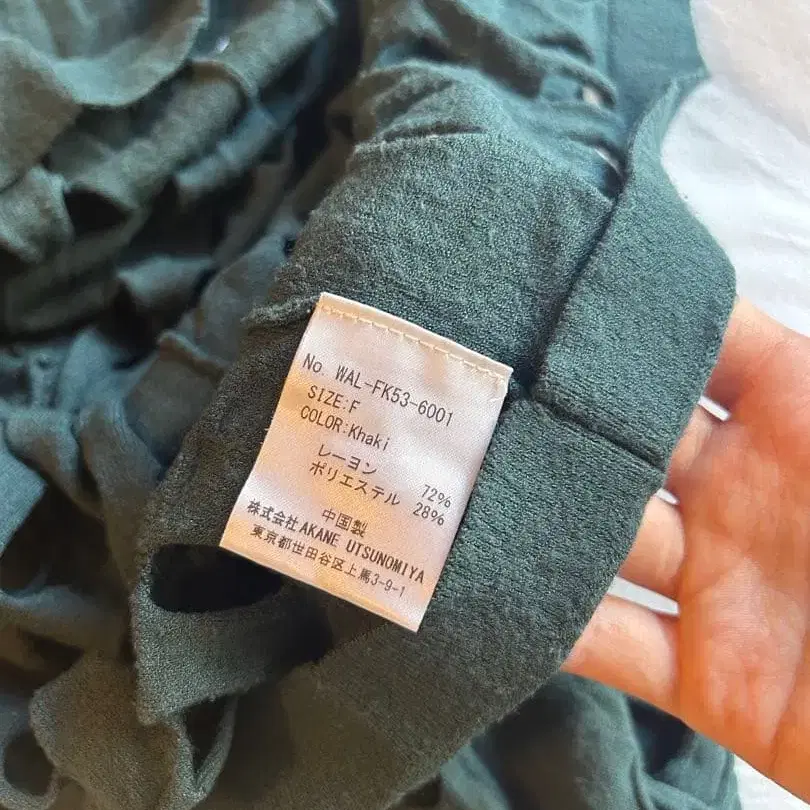 No. WAL-FK53-6001
SIZE:F
COLOR:Khaki
レーヨン 72%
ポリエステル 28%
中国製
株式会社AKANE UTSUNOMIYA
東京都世田谷区上馬3-9-1